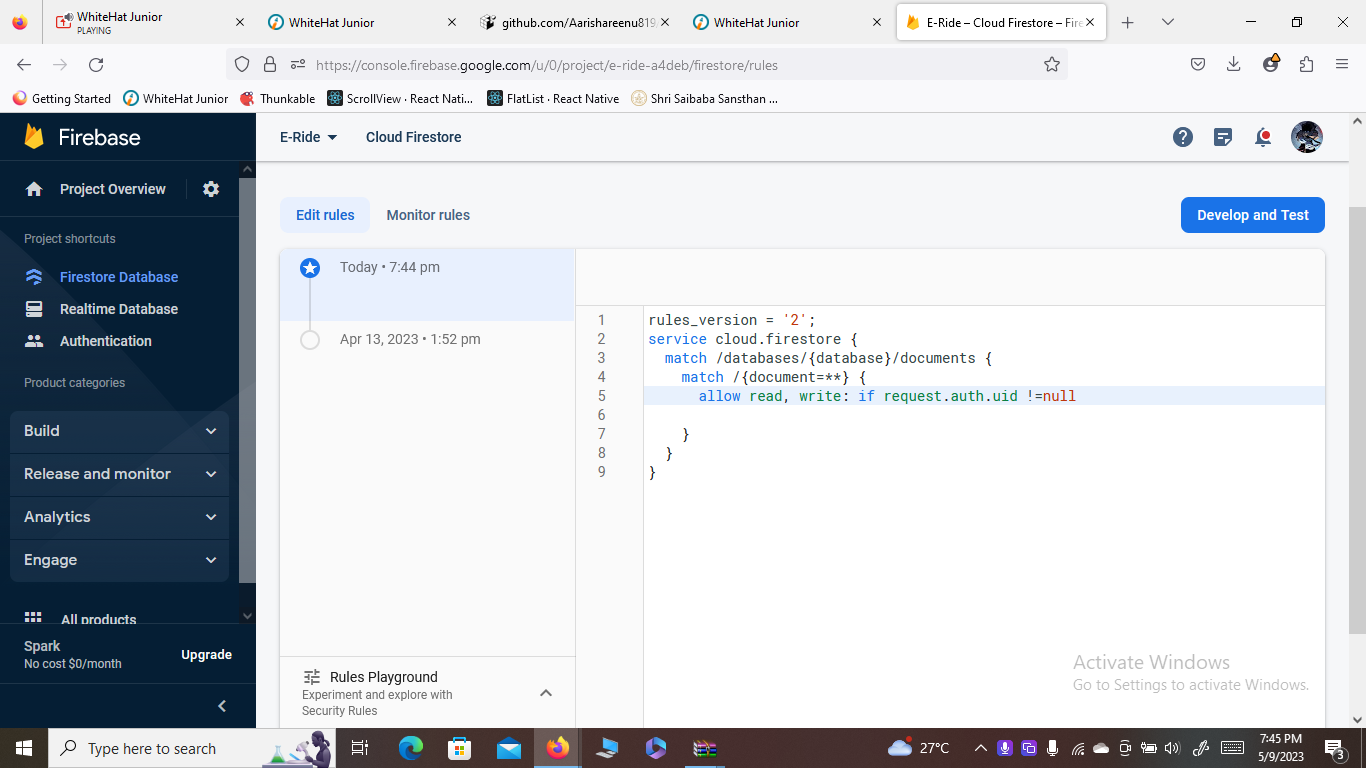 WhiteHat Junior
PLAYING
WhiteHat Junior
github.com/Aarishareenu819
WhiteHat Junior
E-Ride – Cloud Firestore – Fire
https://console.firebase.google.com/u/0/project/e-ride-a4deb/firestore/rules
Getting Started
WhiteHat Junior
Thunkable
ScrollView · React Nati...
FlatList · React Native
Shri Saibaba Sansthan ...
Firebase
E-Ride
Cloud Firestore
Project Overview
Project shortcuts
Firestore Database
Realtime Database
Authentication
Product categories
Build
Release and monitor
Analytics
Engage
All products
Spark
No cost $0/month
Upgrade
Edit rules
Monitor rules
Develop and Test
Today • 7:44 pm
Apr 13, 2023 • 1:52 pm
1 rules_version = '2';
2 service cloud.firestore {
3 match /databases/{database}/documents {
4 match /{document=**} {
5 allow read, write: if request.auth.uid !=null
6
7 }
8 }
9 }
Rules Playground
Experiment and explore with
Security Rules
Activate Windows
Go to Settings to activate Windows.
Type here to search
27°C
7:45 PM
5/9/2023
3